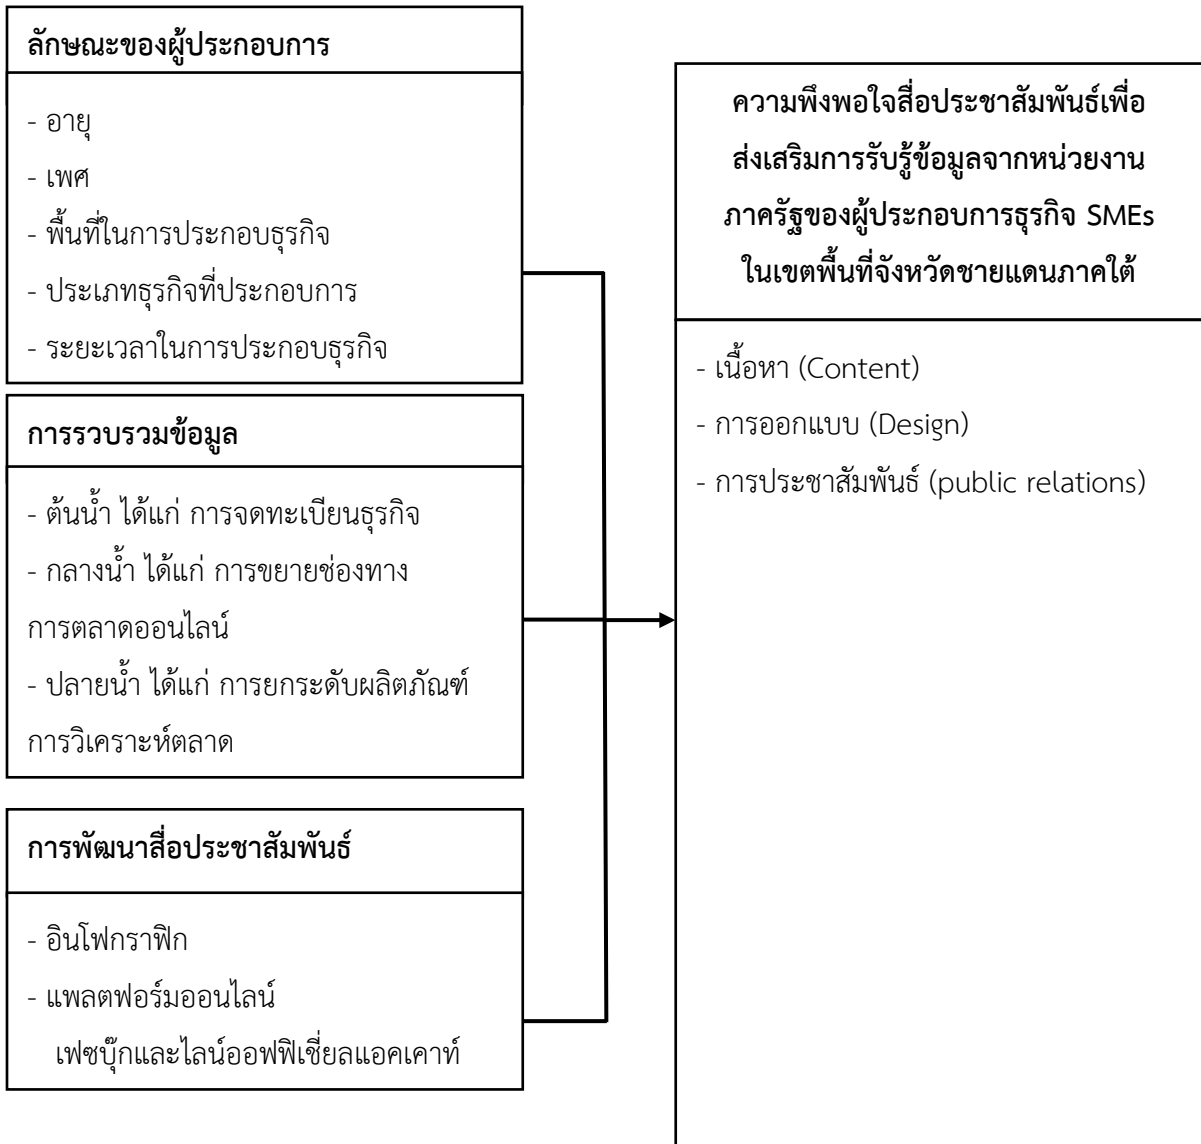 ลักษณะของผู้ประกอบการ
- อายุ
- เพศ
- พื้นที่ในการประกอบธุรกิจ
- ประเภทธุรกิจที่ประกอบการ
- ระยะเวลาในการประกอบธุรกิจ
การรวบรวมข้อมูล
- ต้นน้ำ ได้แก่ การจดทะเบียนธุรกิจ
- กลางน้ำ ได้แก่ การขยายช่องทาง
การตลาดออนไลน์
- ปลายน้ำ ได้แก่ การยกระดับผลิตภัณฑ์
การวิเคราะห์ตลาด
การพัฒนาสื่อประชาสัมพันธ์
- อินโฟกราฟิก
- แพลตฟอร์มออนไลน์
เฟซบุ๊กและไลน์ออฟฟิเชี่ยลแอคเคาท์
ความพึงพอใจสื่อประชาสัมพันธ์เพื่อ
ส่งเสริมการรับรู้ข้อมูลจากหน่วยงาน
ภาครัฐของผู้ประกอบการธุรกิจ SMEs
ในเขตพื้นที่จังหวัดชายแดนภาคใต้
- เนื้อหา (Content)
- การออกแบบ (Design)
- การประชาสัมพันธ์ (public relations)